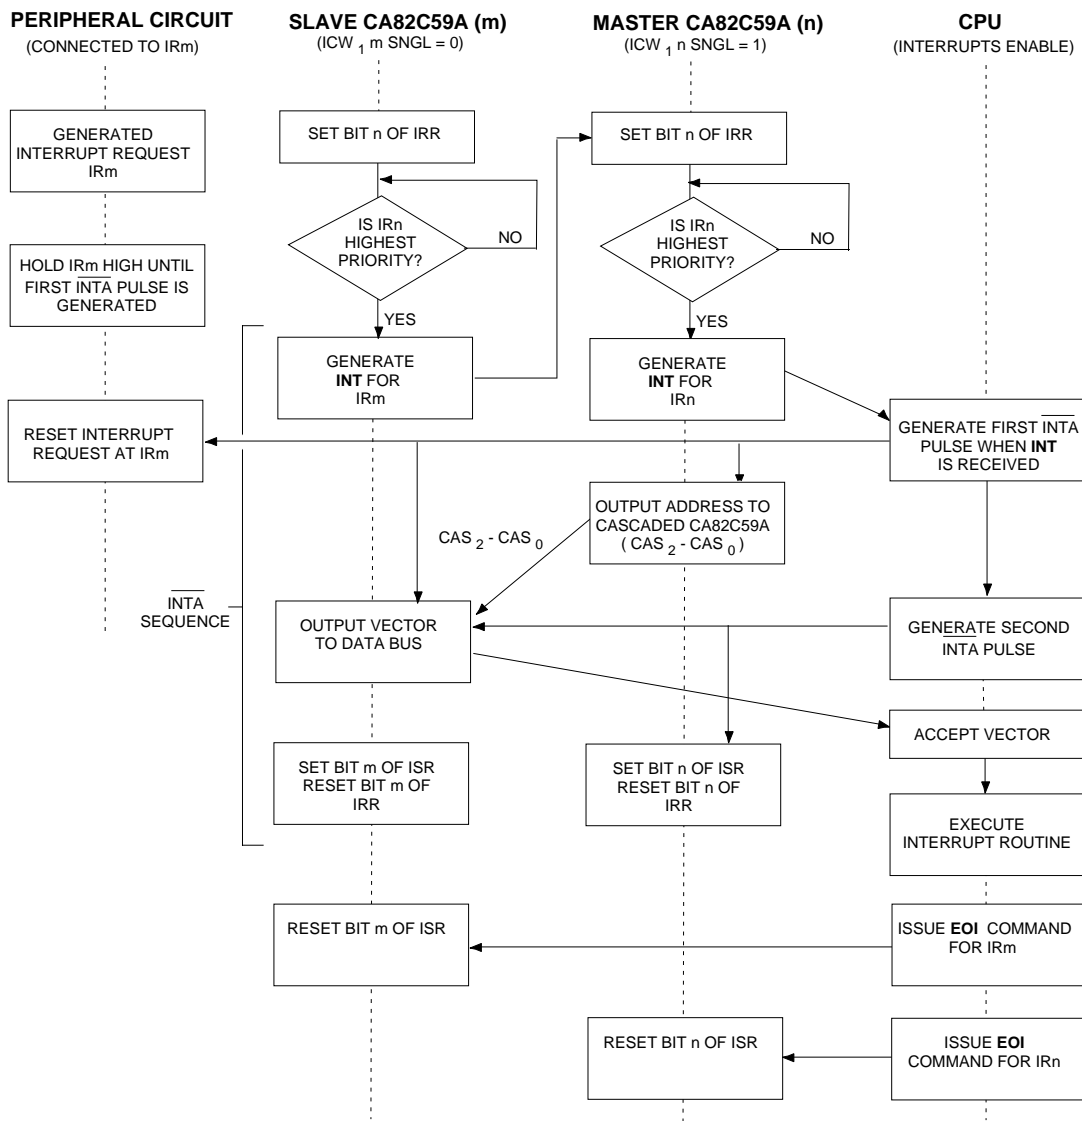 PERIPHERAL CIRCUIT
(CONNECTED TO IRm)
SLAVE CA82C59A (m)
(ICW 1 m SNGL = 0)
MASTER CA82C59A (n)
(ICW 1 n SNGL = 1)
CPU
(INTERRUPTS ENABLE)
GENERATED
INTERRUPT REQUEST
IRm
SET BIT n OF IRR
SET BIT n OF IRR
IS IRn
HIGHEST
PRIORITY?
NO
IS IRn
HIGHEST
PRIORITY?
NO
HOLD IRm HIGH UNTIL
FIRST INTA PULSE IS
GENERATED
YES
YES
GENERATE
INT FOR
IRm
GENERATE
INT FOR
IRn
RESET INTERRUPT
REQUEST AT IRm
GENERATE FIRST INTA
PULSE WHEN INT
IS RECEIVED
OUTPUT ADDRESS TO
CASCADED CA82C59A
( CAS 2 - CAS 0 )
CAS 2 - CAS 0
INTA
SEQUENCE
OUTPUT VECTOR
TO DATA BUS
GENERATE SECOND
INTA PULSE
ACCEPT VECTOR
SET BIT m OF ISR
RESET BIT m OF
IRR
SET BIT n OF ISR
RESET BIT n OF
IRR
EXECUTE
INTERRUPT ROUTINE
RESET BIT m OF ISR
ISSUE EOI COMMAND
FOR IRm
RESET BIT n OF ISR
ISSUE EOI
COMMAND FOR IRn